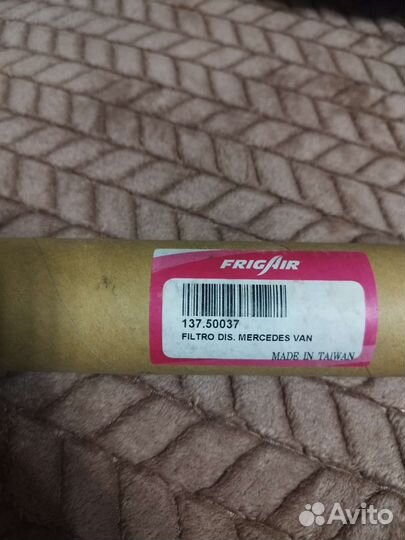 FRIGAIR
137.50037
FILTRO DIS. MERCEDES VAN
MADE IN TAIWAN
Avito